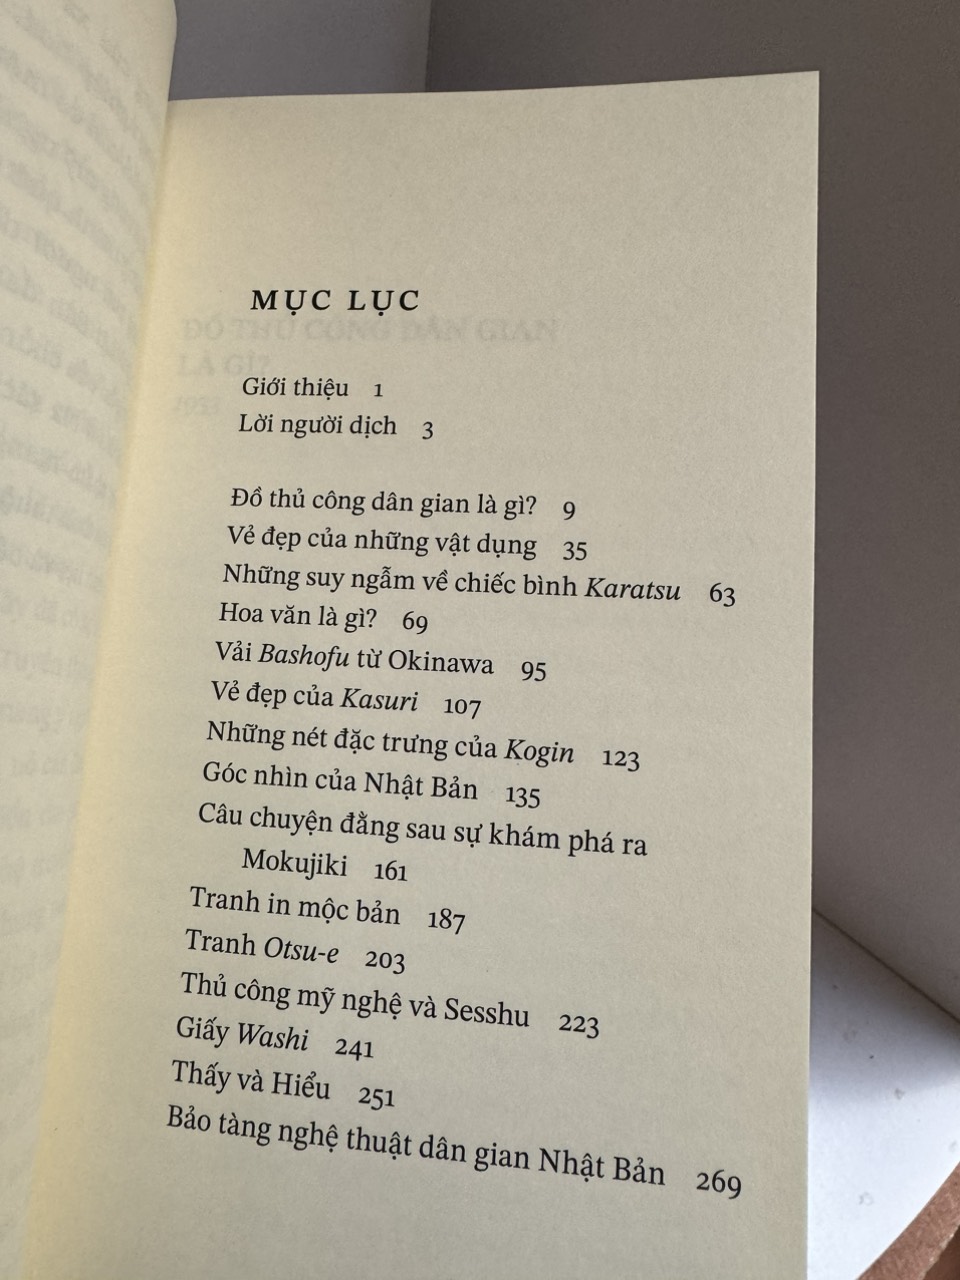 MỤC LỤC
Giới thiệu 1
Lời người dịch 3
Đồ thủ công dân gian là gì? 9
Vẻ đẹp của những vật dụng 35
Những suy ngẫm về chiếc bình Karatsu 63
Hoa văn là gì? 69
Vải Bashofu từ Okinawa 95
Vẻ đẹp của Kasuri 107
Những nét đặc trưng của Kogin 123
Góc nhìn của Nhật Bản 135
Câu chuyện đằng sau sự khám phá ra
Mokujiki 161
Tranh in mộc bản 187
Tranh Otsu-e 203
Thủ công mỹ nghệ và Sesshu 223
Giấy Washi 241
Thấy và Hiểu 251
Bảo tàng nghệ thuật dân gian Nhật Bản 269